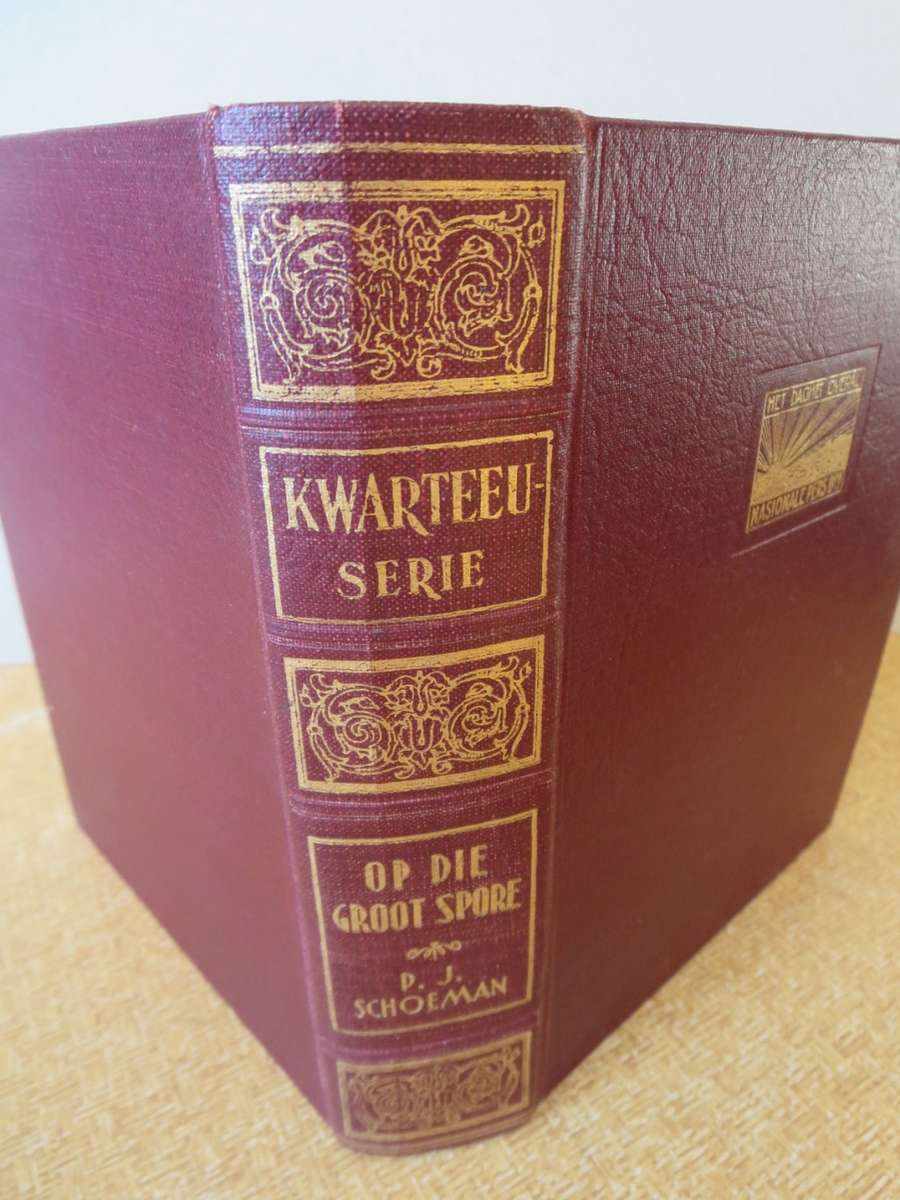 KWARTEEU-
SERIE
OP DIE
GROOT SPORE
P. J.
SCHOEMAN
HET DAGHET OVERAL
NASIONALE PERS BPK